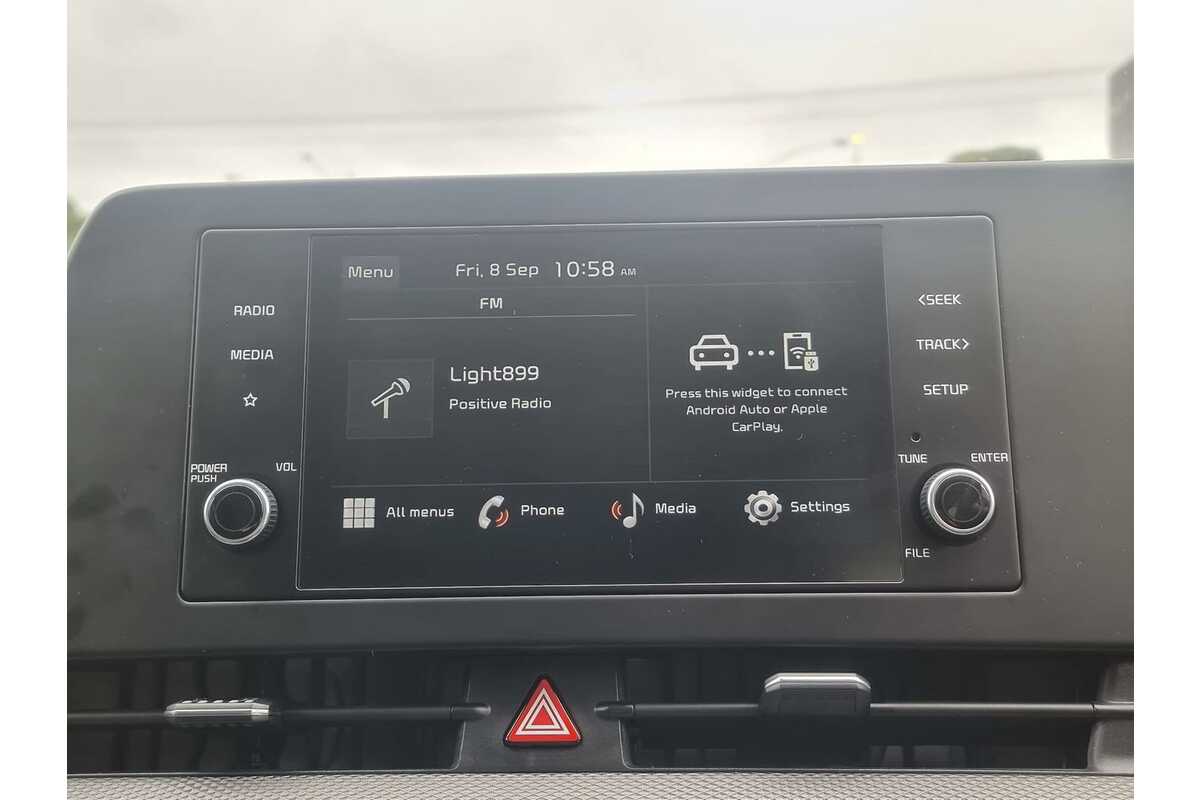 Menu
Fri, 8 Sep 10:58 AM
FM
Light899
Positive Radio
Press this widget to connect
Android Auto or Apple
CarPlay.
All menus
Phone
Media
Settings
RADIO
MEDIA
POWER
PUSH
VOL
<SEEK
TRACK>
SETUP
TUNE
ENTER
FILE